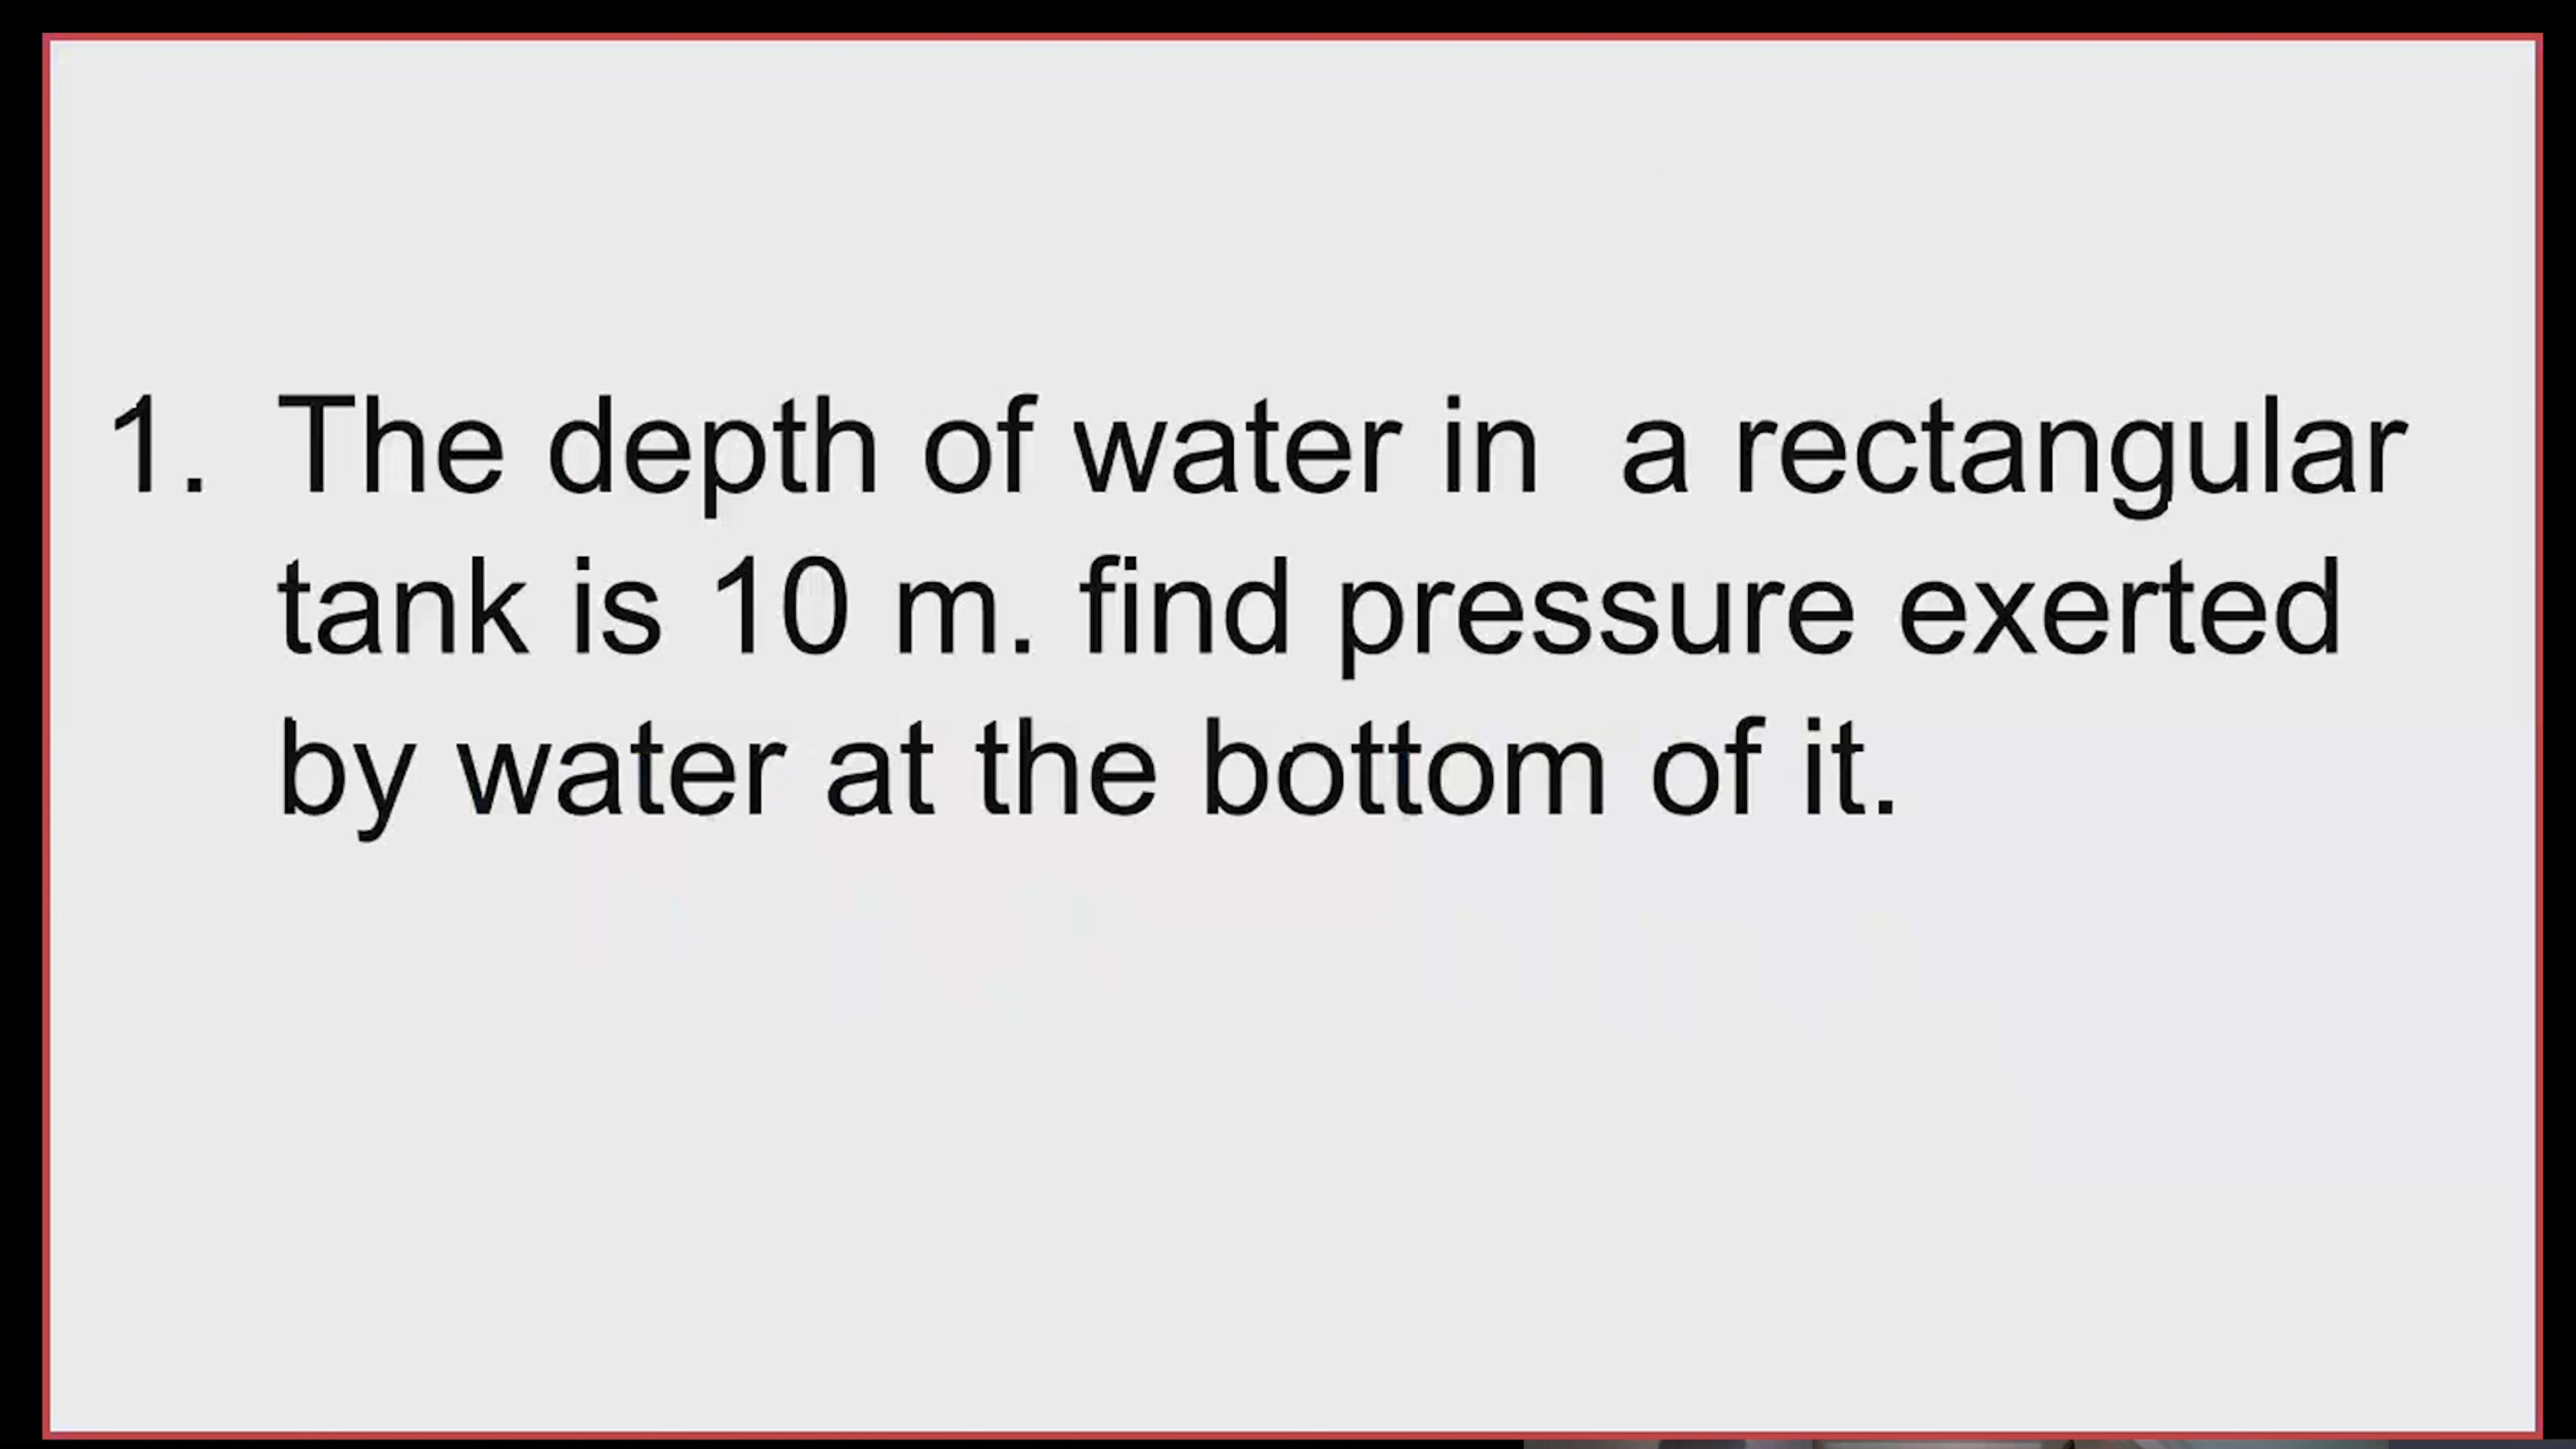 1. The depth of water in  a rectangular
tank is 10 m. find pressure exerted
by water at the bottom of it.